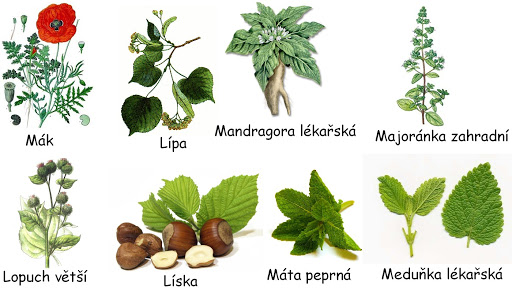 Mák
Lípa
Mandragora lékařská
Majoránka zahradní
Lopuch větší
Líska
Máta peprná
Meduňka lékařská